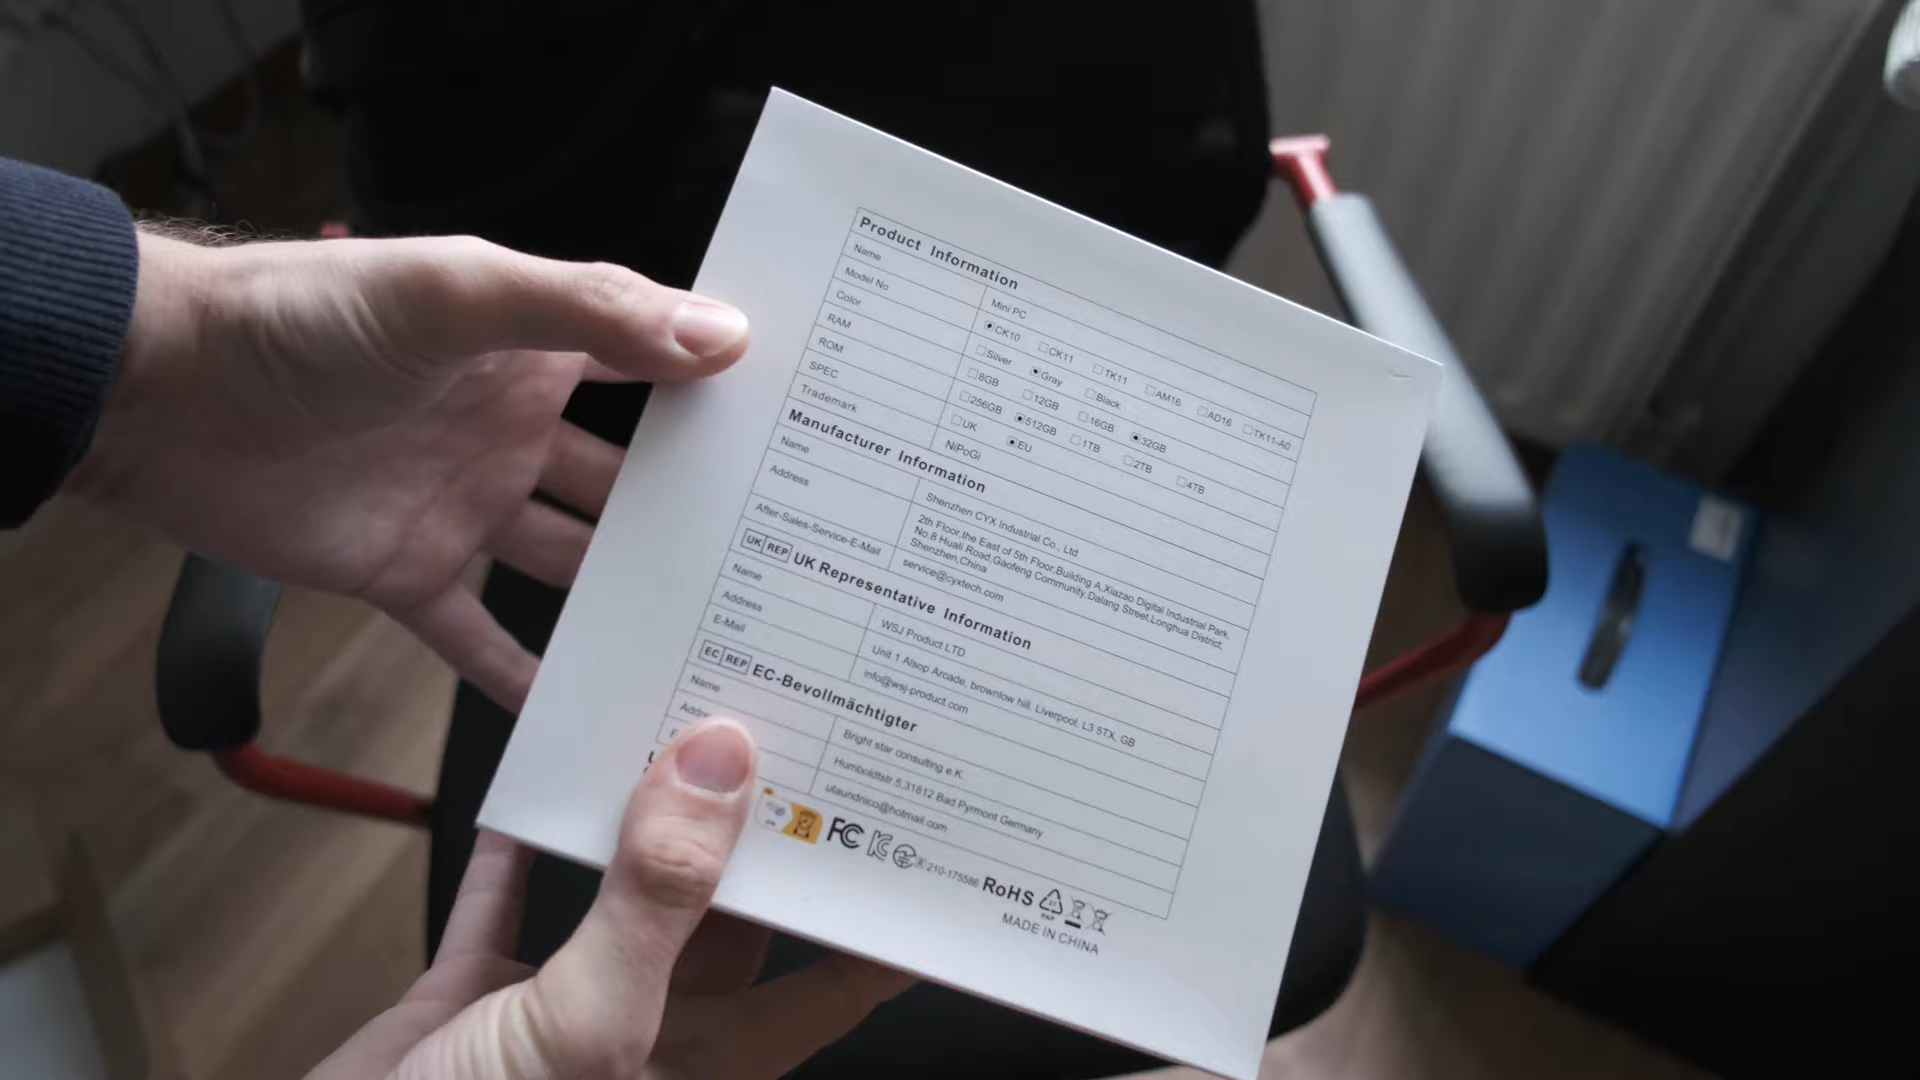 Product Information
Name Mini PC
Model No CK10 CK11 TK11 AM16 AD16 TK11-A0
Color Silver Gray Black
RAM 8GB 12GB 16GB 32GB
ROM 256GB 512GB 1TB 2TB 4TB
SPEC UK EU
Trademark NiPoGi
Manufacturer Information
Name Shenzhen CYX Industrial Co., Ltd
Address 2th Floor,the East of 5th Floor,Building A,Xiazao Digital Industrial Park,
No.8 Huali Road,Gaofeng Community,Dalang Street,Longhua District,
Shenzhen,China
After-Sales-Service-E-Mail service@cyxtech.com
UK REP UK Representative Information
Name WSJ Product LTD
Address Unit 1 Alsop Arcade, brownlow hill, Liverpool, L3 5TX, GB
E-Mail info@wsj-product.com
EC REP EC-Bevollmächtigter
Name Bright star consulting e.K.
Humboldtstr.5,31812 Bad Pyrmont Germany
utaundnico@hotmail.com
FC R 210-175586 RoHS 21 PAP
MADE IN CHINA